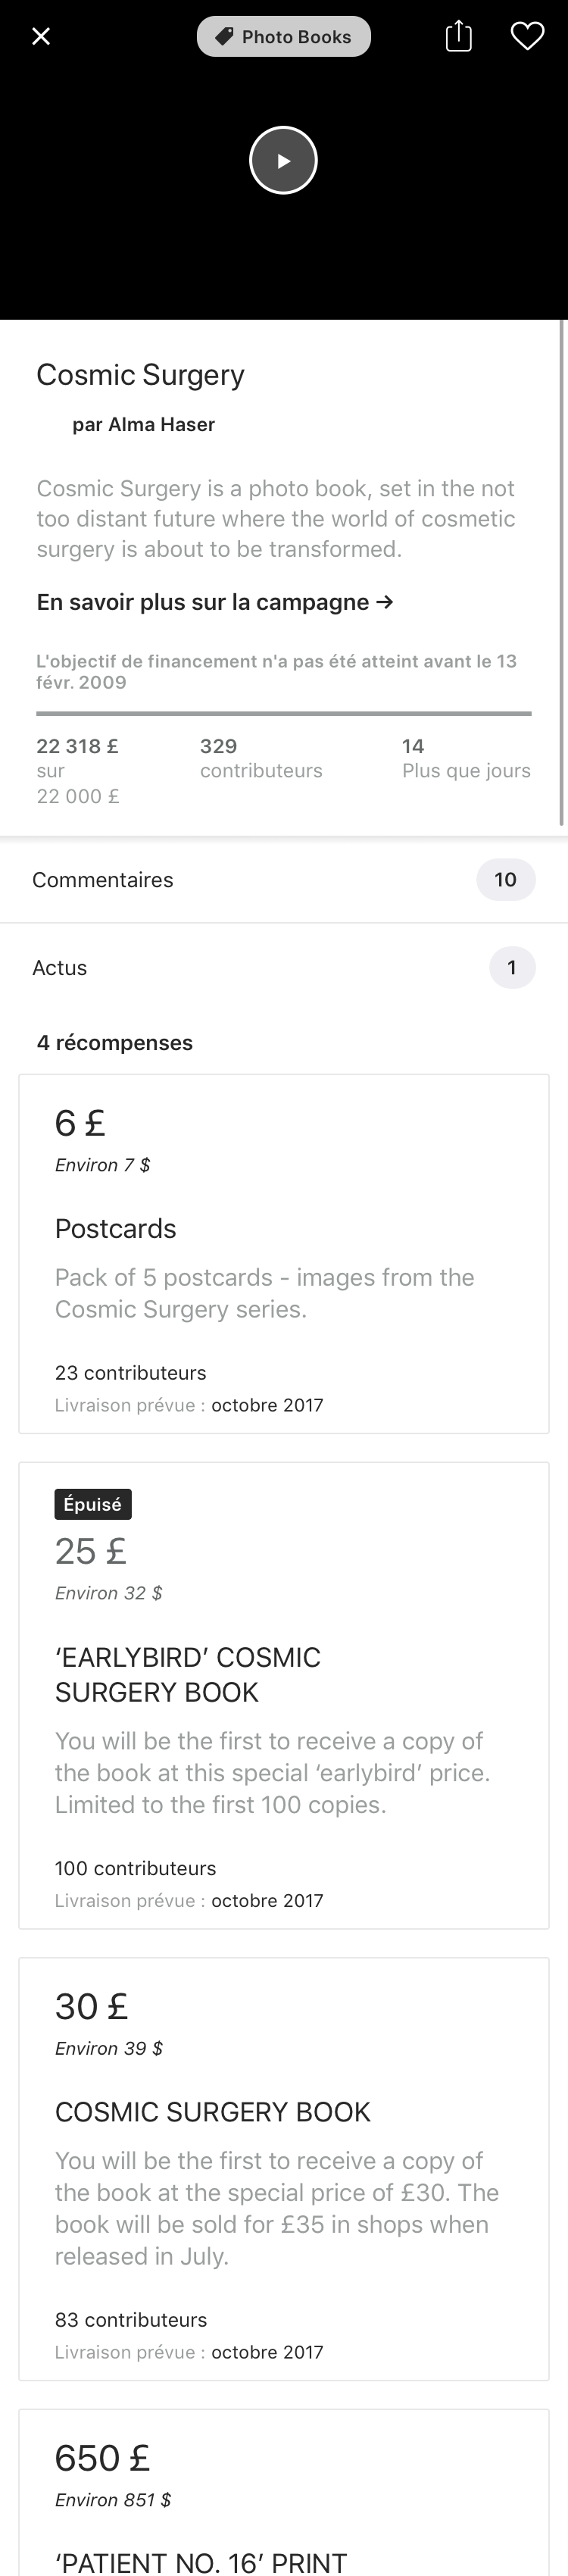 Photo Books
Cosmic Surgery
par Alma Haser
Cosmic Surgery is a photo book, set in the not
too distant future where the world of cosmetic
surgery is about to be transformed.
En savoir plus sur la campagne →
L'objectif de financement n'a pas été atteint avant le 13
févr. 2009
22 318 £
sur
22 000 £
329
contributeurs
14
Plus que jours
Commentaires
10
Actus
1
4 récompenses
6 £
Environ 7 $
Postcards
Pack of 5 postcards - images from the
Cosmic Surgery series.
23 contributeurs
Livraison prévue : octobre 2017
Épuisé
25 £
Environ 32 $
‘EARLYBIRD’ COSMIC
SURGERY BOOK
You will be the first to receive a copy of
the book at this special ‘earlybird’ price.
Limited to the first 100 copies.
100 contributeurs
Livraison prévue : octobre 2017
30 £
Environ 39 $
COSMIC SURGERY BOOK
You will be the first to receive a copy of
the book at the special price of £30. The
book will be sold for £35 in shops when
released in July.
83 contributeurs
Livraison prévue : octobre 2017
650 £
Environ 851 $
‘PATIENT NO. 16’ PRINT